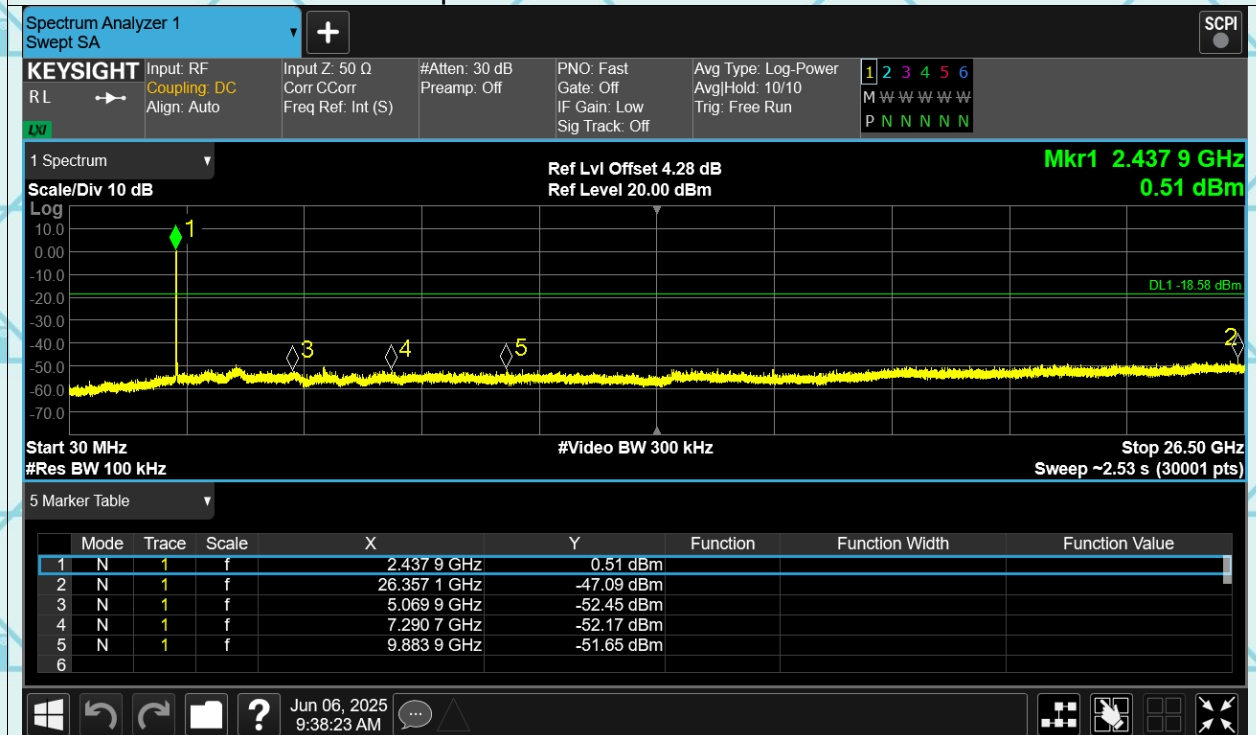 Spectrum Analyzer 1
Swept SA
+
SCPI
KEYSIGHT
RL
LXI
Input: RF
Coupling: DC
Align: Auto
Input Z: 50 Ω
Corr CCorr
Freq Ref: Int (S)
#Atten: 30 dB
Preamp: Off
PNO: Fast
Gate: Off
IF Gain: Low
Sig Track: Off
Avg Type: Log-Power
Avg|Hold: 10/10
Trig: Free Run
1 2 3 4 5 6
M W W W W W
P N N N N N
1 Spectrum
Scale/Div 10 dB
Ref Lvl Offset 4.28 dB
Ref Level 20.00 dBm
Mkr1 2.437 9 GHz
0.51 dBm
Log
10.0
0.00
-10.0
-20.0
-30.0
-40.0
-50.0
-60.0
-70.0
1
DL1 -18.58 dBm
3
4
5
2
Start 30 MHz
#Res BW 100 kHz
#Video BW 300 kHz
Stop 26.50 GHz
Sweep ~2.53 s (30001 pts)
5 Marker Table
Mode Trace Scale X Y Function Function Width Function Value
1 N 1 f 2.437 9 GHz 0.51 dBm
2 N 1 f 26.357 1 GHz -47.09 dBm
3 N 1 f 5.069 9 GHz -52.45 dBm
4 N 1 f 7.290 7 GHz -52.17 dBm
5 N 1 f 9.883 9 GHz -51.65 dBm
6
?
Jun 06, 2025
9:38:23 AM